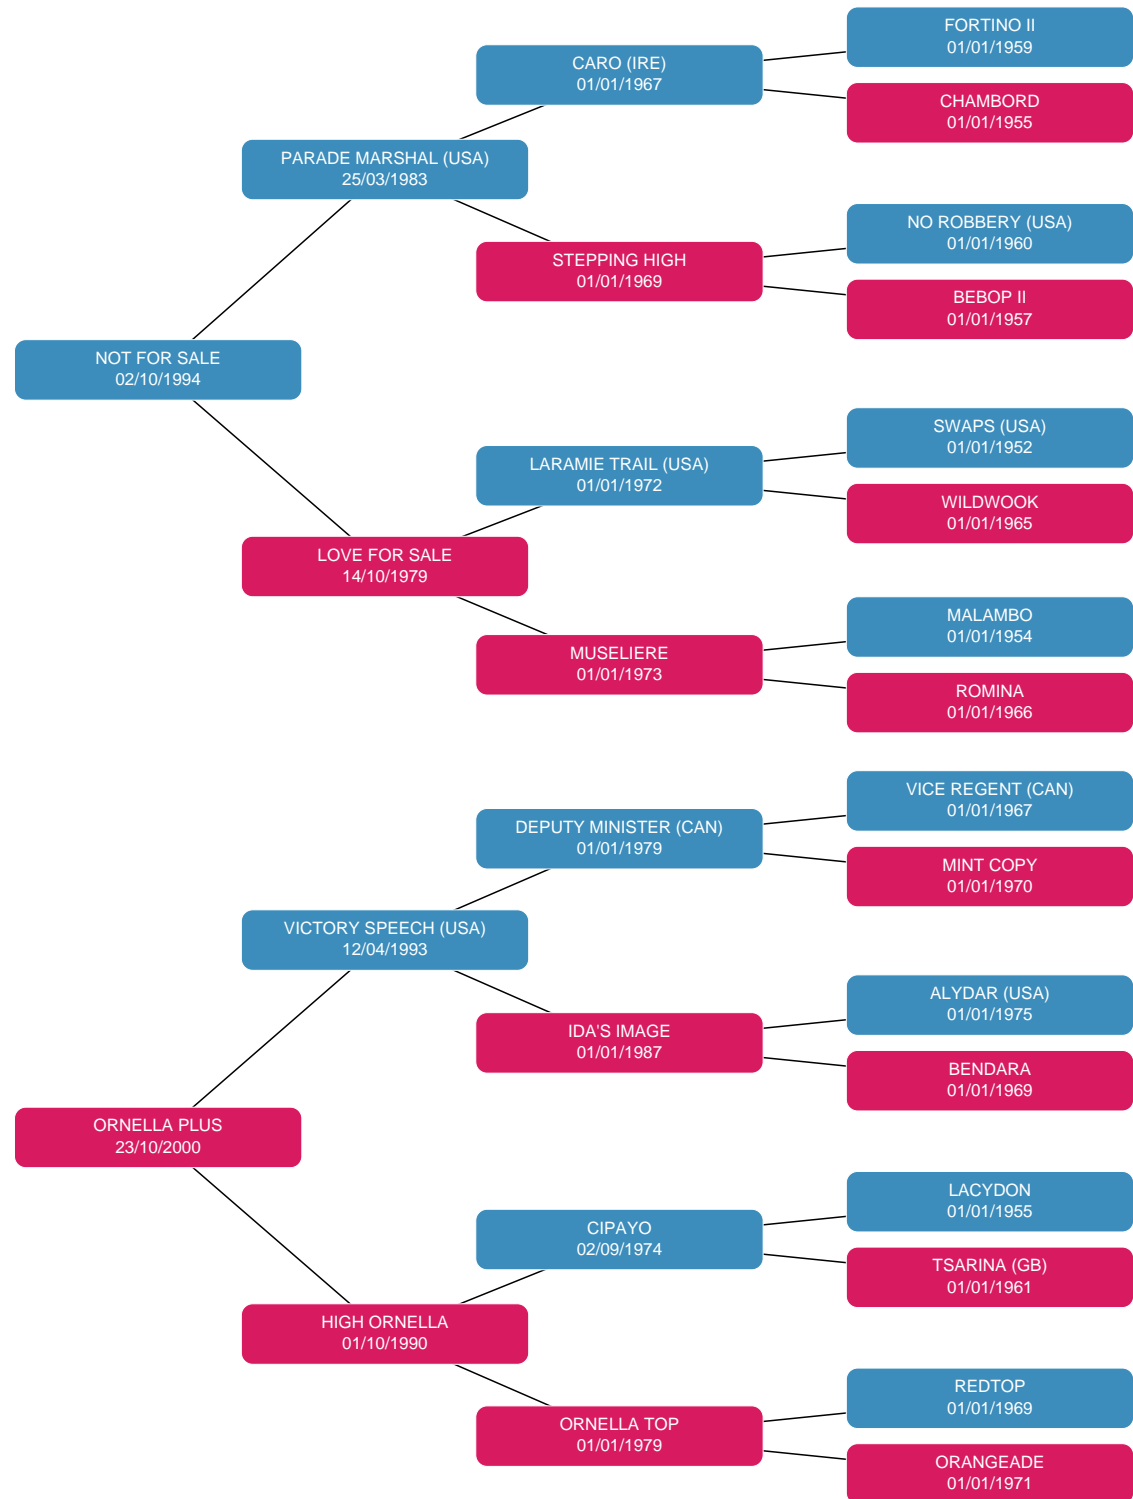 FORTINO II
01/01/1959
CARO (IRE)
01/01/1967
CHAMBORD
01/01/1955
PARADE MARSHAL (USA)
25/03/1983
NO ROBBERY (USA)
01/01/1960
STEPPING HIGH
01/01/1969
BEBOP II
01/01/1957
NOT FOR SALE
02/10/1994
SWAPS (USA)
01/01/1952
LARAMIE TRAIL (USA)
01/01/1972
WILDWOOK
01/01/1965
LOVE FOR SALE
14/10/1979
MALAMBO
01/01/1954
MUSELIERE
01/01/1973
ROMINA
01/01/1966
VICE REGENT (CAN)
01/01/1967
DEPUTY MINISTER (CAN)
01/01/1979
MINT COPY
01/01/1970
VICTORY SPEECH (USA)
12/04/1993
ALYDAR (USA)
01/01/1975
IDA'S IMAGE
01/01/1987
BENDARA
01/01/1969
ORNELLA PLUS
23/10/2000
LACYDON
01/01/1955
CIPAYO
02/09/1974
TSARINA (GB)
01/01/1961
HIGH ORNELLA
01/10/1990
REDTOP
01/01/1969
ORNELLA TOP
01/01/1979
ORANGEADE
01/01/1971